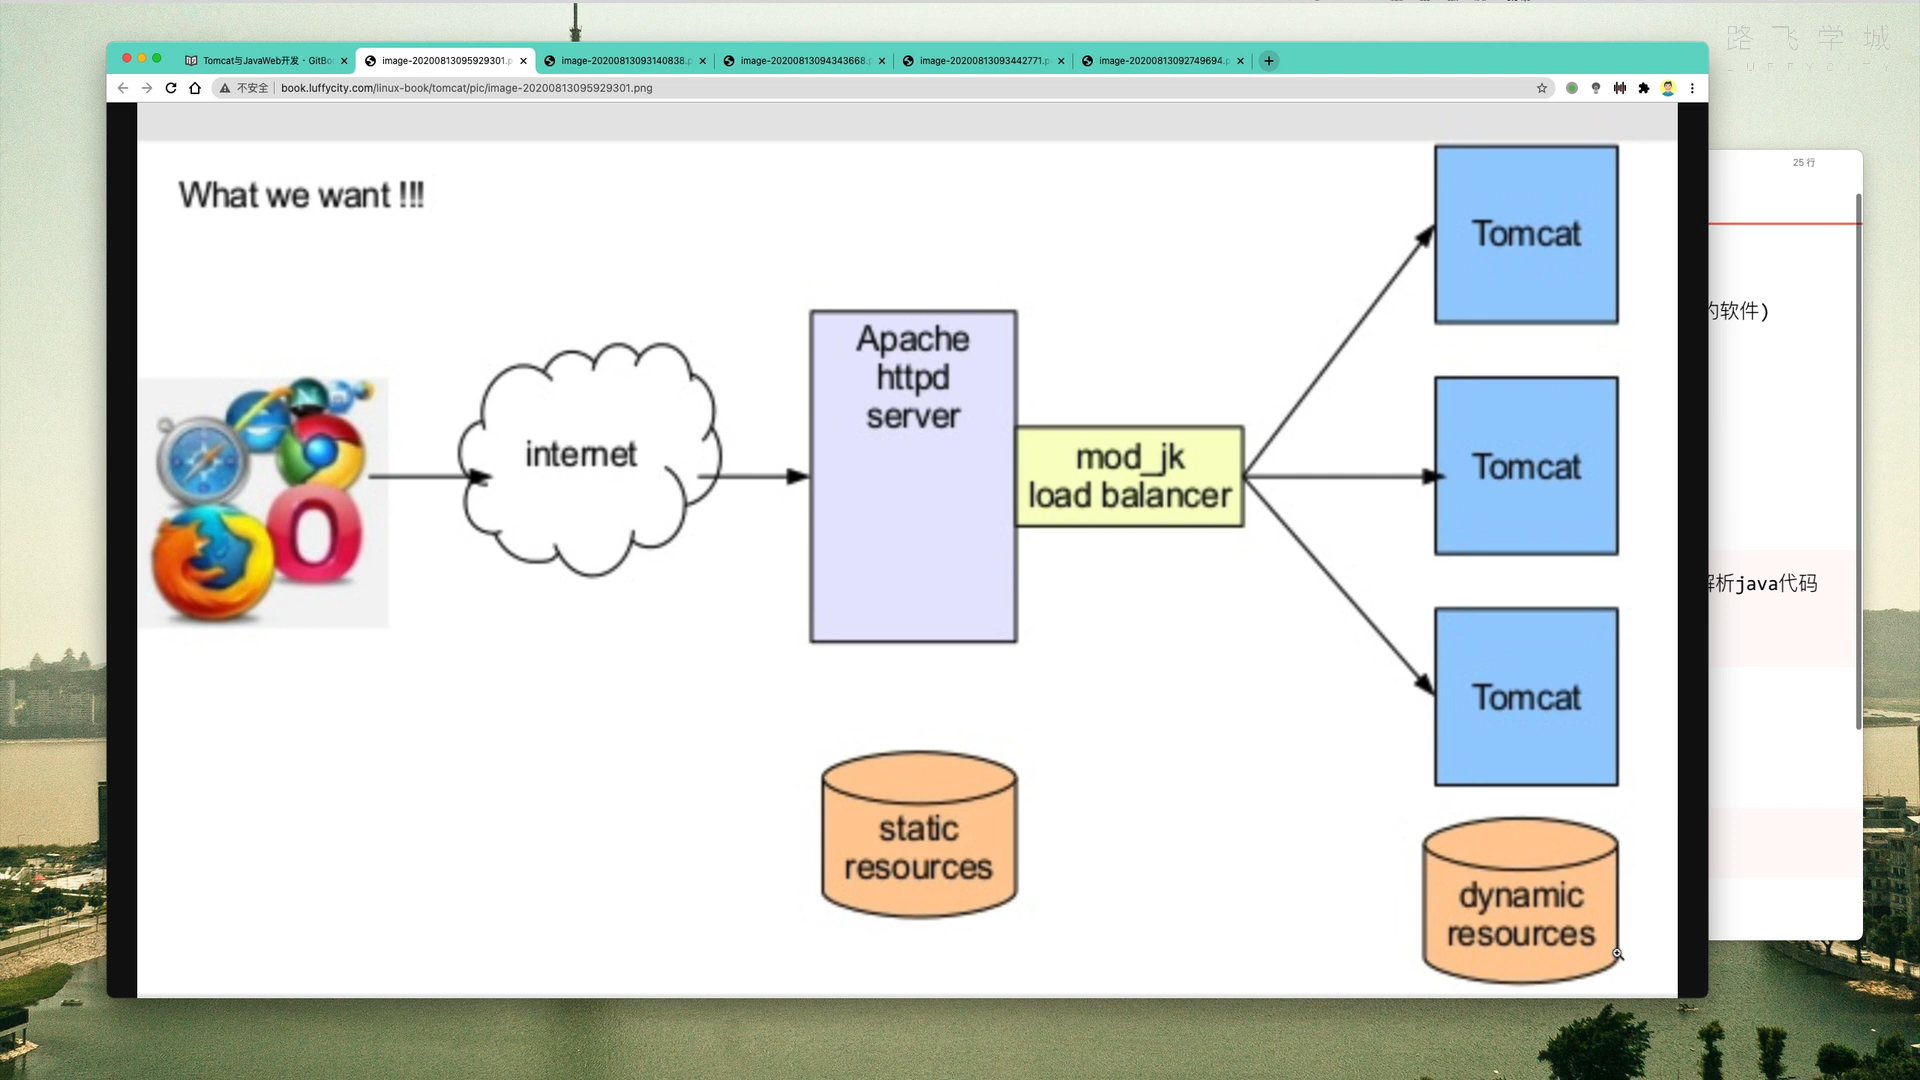 路飞学城
LUFFYCITY
Tomcat与JavaWeb开发 · GitBo
image-20200813095929301.p
image-20200813093140838.p
image-20200813094343668.p
image-20200813093442771.p
image-20200813092749694.p
不安全
book.luffycity.com/linux-book/tomcat/pic/image-20200813095929301.png
25 行
What we want !!!
internet
Apache
httpd
server
mod_jk
load balancer
Tomcat
Tomcat
Tomcat
static
resources
dynamic
resources
的软件)
解析java代码